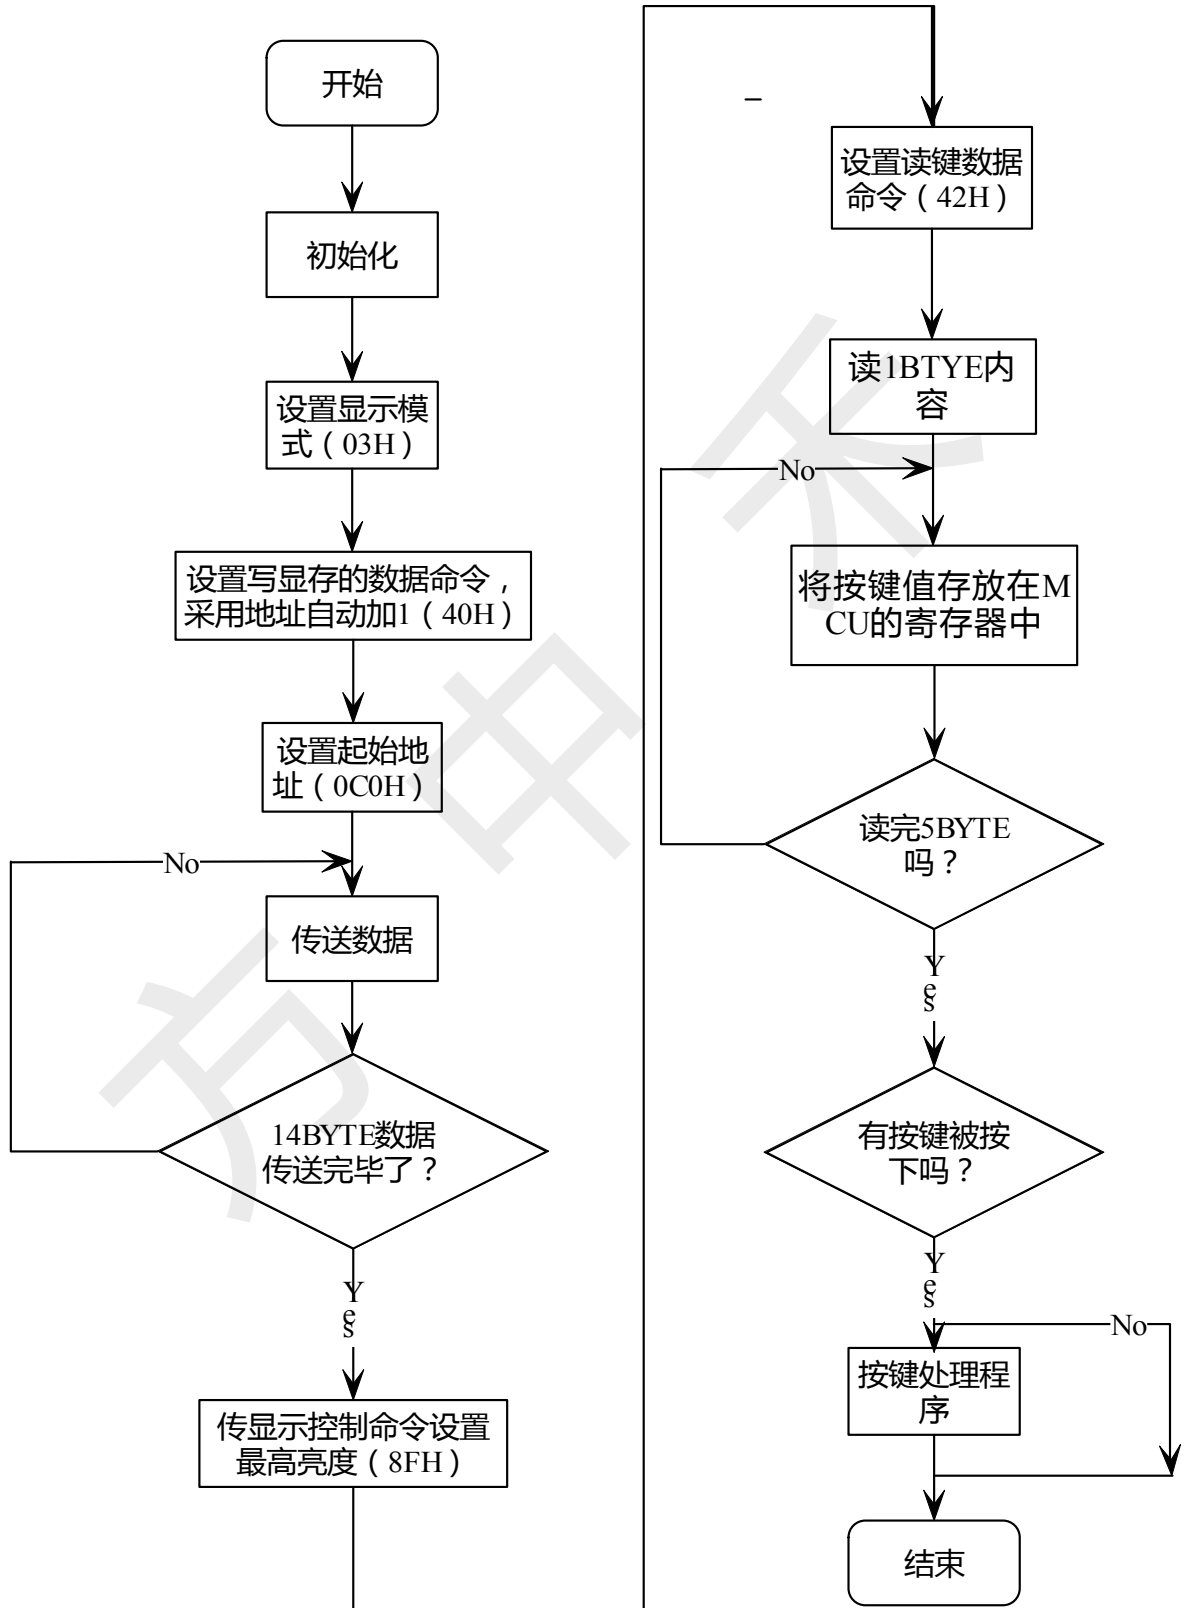 开始
初始化
设置显示模
式（03H）
设置写显存的数据命令，
采用地址自动加1（40H）
设置起始地
址（0C0H）
No
传送数据
14BYTE数据
传送完毕了？
Yes
传显示控制命令设置
最高亮度（8FH）
设置读键数据
命令（42H）
读1BTYE内
容
No
将按键值存放在M
CU的寄存器中
读完5BYTE
吗？
Yes
有按键被按
下吗？
Yes
No
按键处理程
序
结束
方中禾